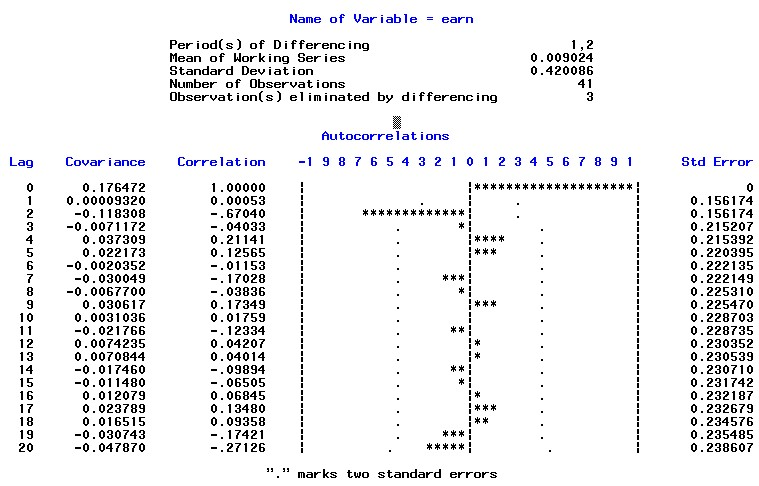 Name of Variable = earn
Period(s) of Differencing 1,2
Mean of Working Series 0.009024
Standard Deviation 0.420086
Number of Observations 41
Observation(s) eliminated by differencing 3
Autocorrelations
Lag Covariance Correlation -1 9 8 7 6 5 4 3 2 1 0 1 2 3 4 5 6 7 8 9 1 Std Error
0 0.176472 1.00000 | |********************| 0
1 0.00009320 0.00053 | . | . | 0.156174
2 -0.118308 -.67040 | *************| . | 0.156174
3 -0.0071172 -.04033 | . *| . | 0.215207
4 0.037309 0.21141 | . |**** . | 0.215392
5 0.022173 0.12565 | . |*** . | 0.220395
6 -0.0020352 -.01153 | . | . | 0.222135
7 -0.030049 -.17028 | . ***| . | 0.222149
8 -0.0067700 -.03836 | . *| . | 0.225310
9 0.030617 0.17349 | . |*** . | 0.225470
10 0.0031036 0.01759 | . | . | 0.228703
11 -0.021766 -.12334 | . **| . | 0.228735
12 0.0074235 0.04207 | . |* . | 0.230352
13 0.0070844 0.04014 | . |* . | 0.230539
14 -0.017460 -.09894 | . **| . | 0.230710
15 -0.011480 -.06505 | . *| . | 0.231742
16 0.012079 0.06845 | . |* . | 0.232187
17 0.023789 0.13480 | . |*** . | 0.232679
18 0.016515 0.09358 | . |** . | 0.234576
19 -0.030743 -.17421 | . ***| . | 0.235485
20 -0.047870 -.27126 | . *****| . | 0.238607
"." marks two standard errors